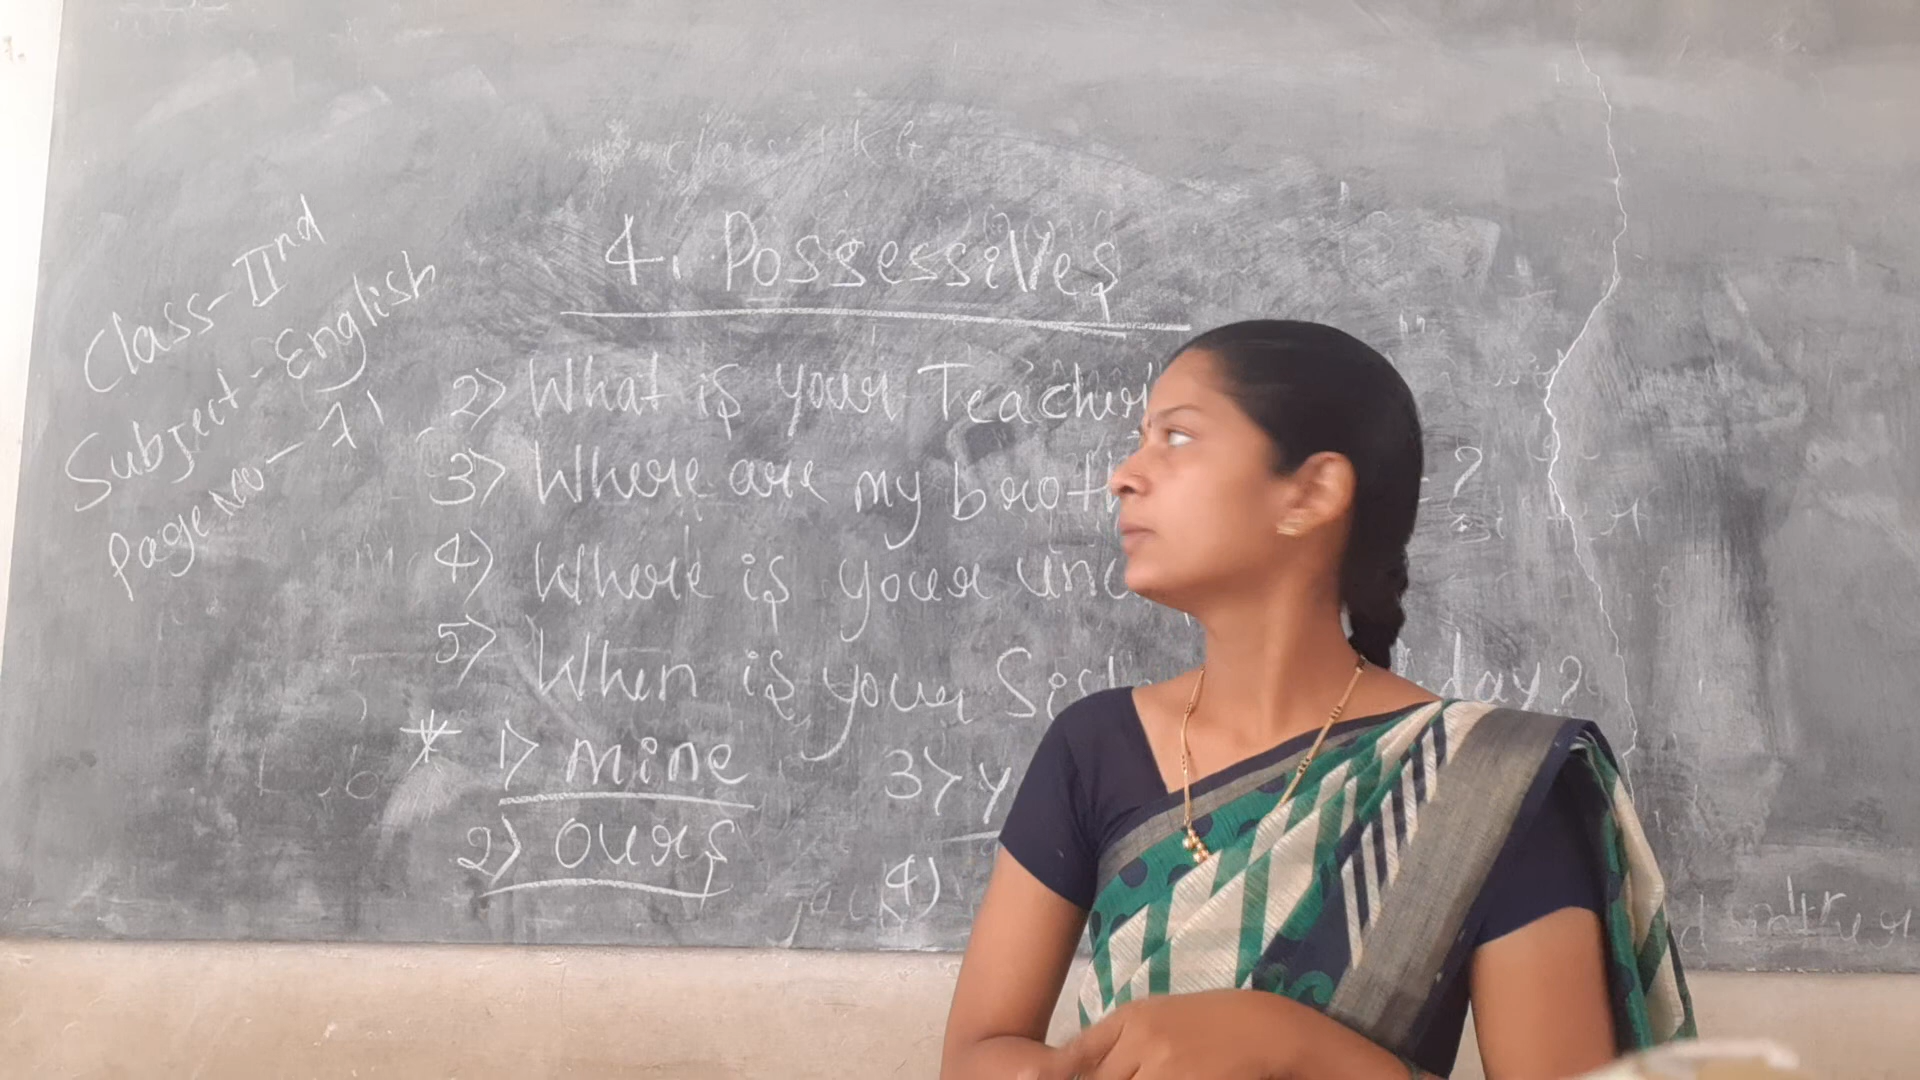 Class-IInd
Subject-English
Page No-71
4. Possessives
2) What is your Teacher
3) Where are my broth ?
4) Where is your unc
5) When is your Sist day?
* 1) mine
2) ours
3) y
4)